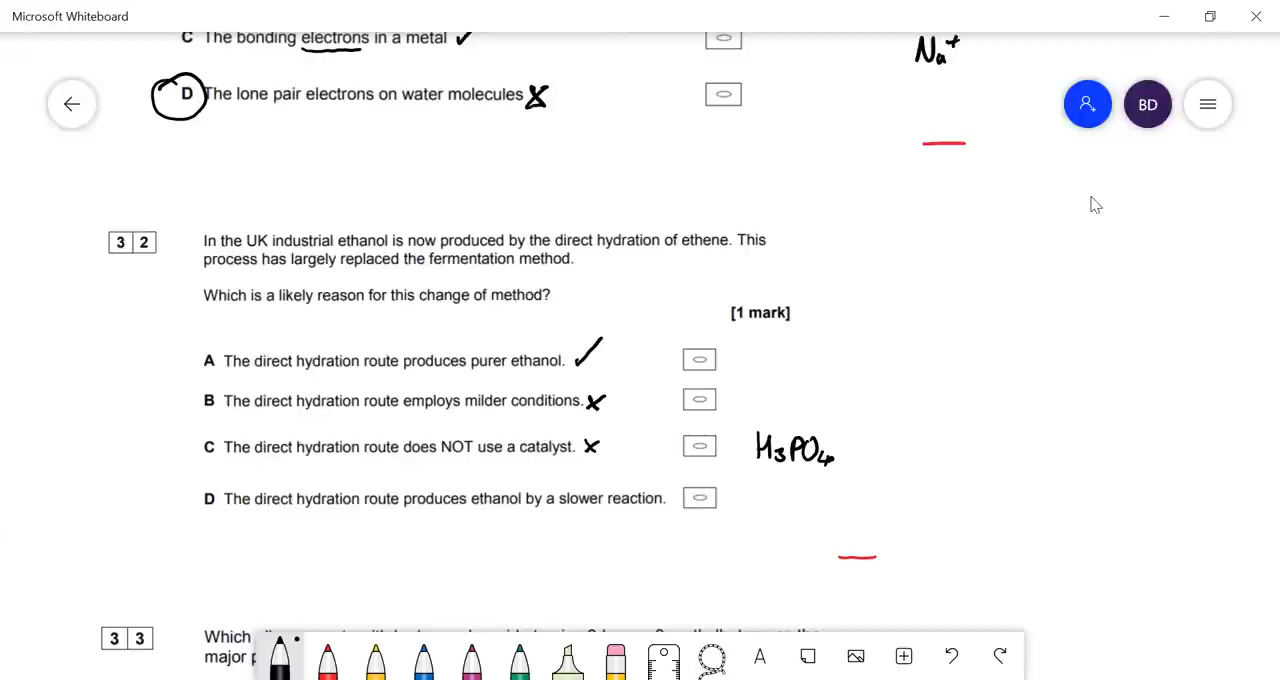 Microsoft Whiteboard
C The bonding electrons in a metal ✓
Na+
D The lone pair electrons on water molecules ✗
BD
3 2 In the UK industrial ethanol is now produced by the direct hydration of ethene. This
process has largely replaced the fermentation method.
Which is a likely reason for this change of method?
[1 mark]
A The direct hydration route produces purer ethanol. ✓
B The direct hydration route employs milder conditions. ✗
C The direct hydration route does NOT use a catalyst. ✗
H3PO4
D The direct hydration route produces ethanol by a slower reaction.
3 3 Which
major
A